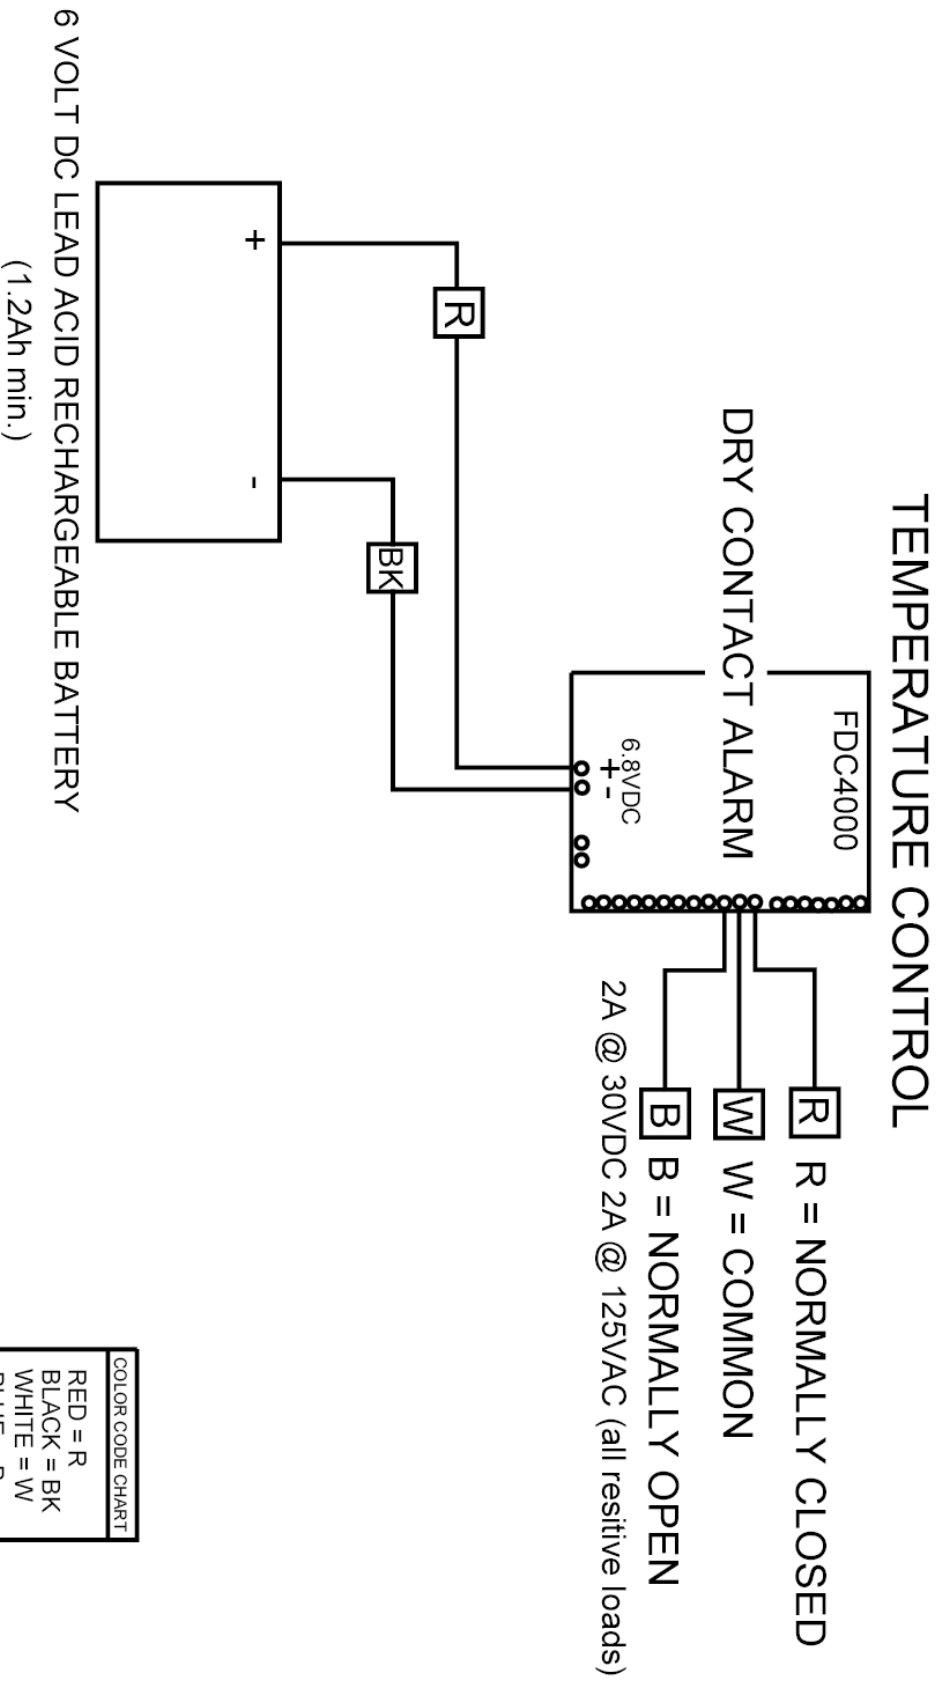 TEMPERATURE CONTROL
FDC4000
DRY CONTACT ALARM
6.8VDC
+ -
R
R = NORMALLY CLOSED
W
W = COMMON
B
B = NORMALLY OPEN
2A @ 30VDC 2A @ 125VAC (all resitive loads)
R
BK
+
-
6 VOLT DC LEAD ACID RECHARGEABLE BATTERY
(1.2Ah min.)
COLOR CODE CHART
RED = R
BLACK = BK
WHITE = W